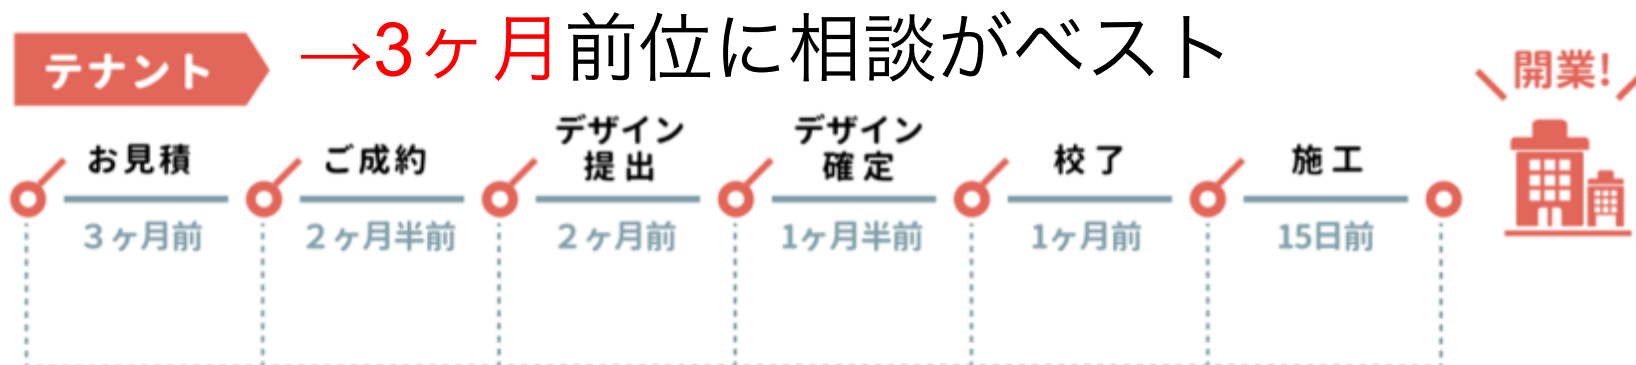 テナント
→3ヶ月前位に相談がベスト
開業!
お見積
ご成約
デザイン
提出
デザイン
確定
校了
施工
3ヶ月前
2ヶ月半前
2ヶ月前
1ヶ月半前
1ヶ月前
15日前